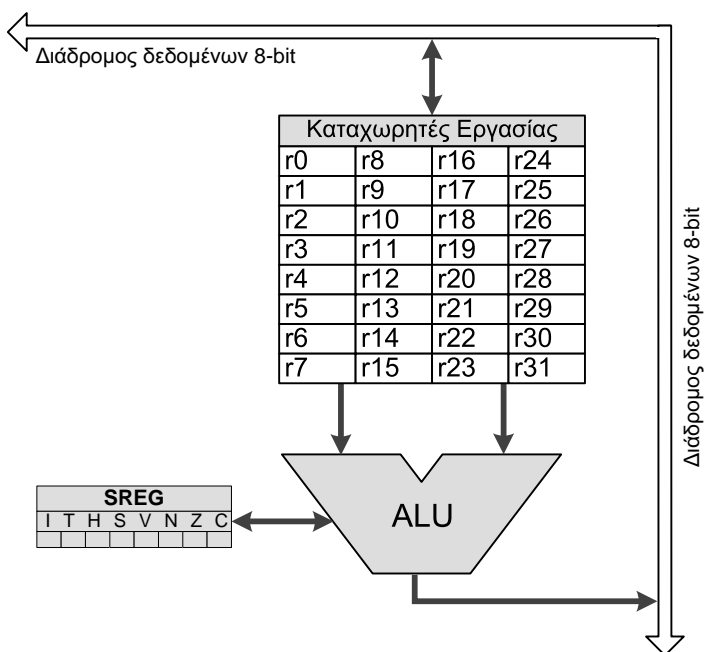 Διάδρομος δεδομένων 8-bit
Καταχωρητές Εργασίας
r0 r8 r16 r24
r1 r9 r17 r25
r2 r10 r18 r26
r3 r11 r19 r27
r4 r12 r20 r28
r5 r13 r21 r29
r6 r14 r22 r30
r7 r15 r23 r31
Διάδρομος δεδομένων 8-bit
SREG
I T H S V N Z C
ALU